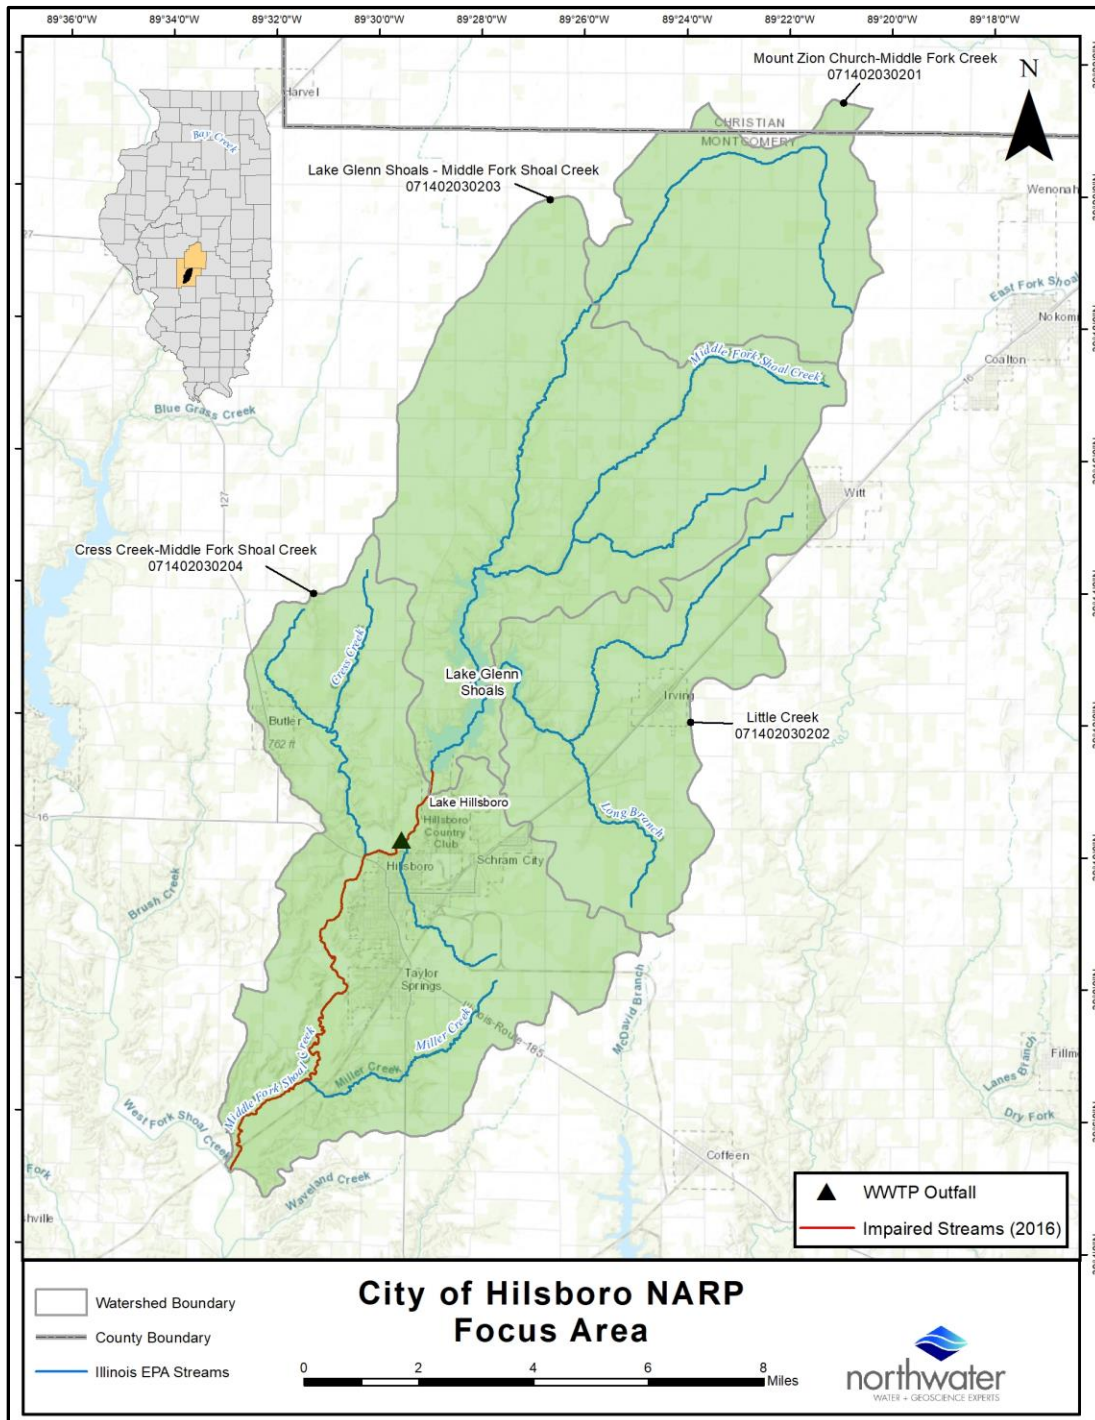 89°36'0"W 89°34'0"W 89°32'0"W 89°30'0"W 89°28'0"W 89°26'0"W 89°24'0"W 89°22'0"W 89°20'0"W 89°18'0"W
Mount Zion Church-Middle Fork Creek
071402030201
N
Harvel
Bay Creek
CHRISTIAN
MONTGOMERY
Lake Glenn Shoals - Middle Fork Shoal Creek
071402030203
Wenonah
27
East Fork Shoal
Nokom
Coalton
16
Middle Fork Shoal Creek
Blue Grass Creek
127
Witt
Cress Creek-Middle Fork Shoal Creek
071402030204
Cress Creek
Lake Glenn
Shoals
Irving
Butler
762 ft
Little Creek
071402030202
Lake Hillsboro
Long Branch
16
Hillsboro
Country
Club
Schram City
Hillsboro
Brush Creek
Taylor
Springs
McDavid Branch
Illinois Route 185
Miller Creek
Miller Creek
Middle Fork Shoal Creek
Lanes Branch
Fillm
Dry Fork
West Fork Shoal Creek
Coffeen
Waveland Creek
Fork
shville
WWTP Outfall
Impaired Streams (2016)
Watershed Boundary
County Boundary
Illinois EPA Streams
City of Hilsboro NARP
Focus Area
0 2 4 6 8
Miles
northwater
WATER + GEOSCIENCE EXPERTS